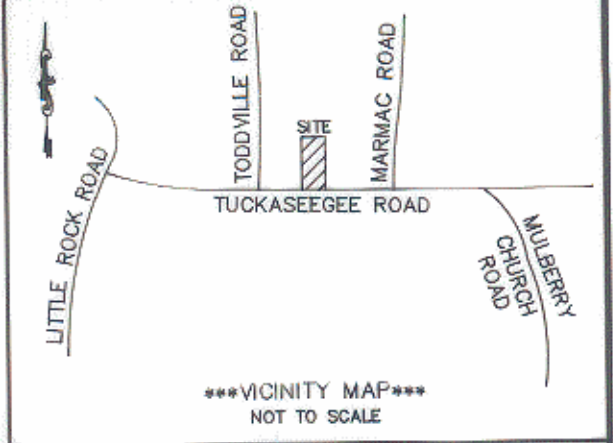 TODDVILLE ROAD
MARMAC ROAD
SITE
LITTLE ROCK ROAD
TUCKASEEGEE ROAD
MULBERRY
CHURCH
ROAD
***VICINITY MAP***
NOT TO SCALE